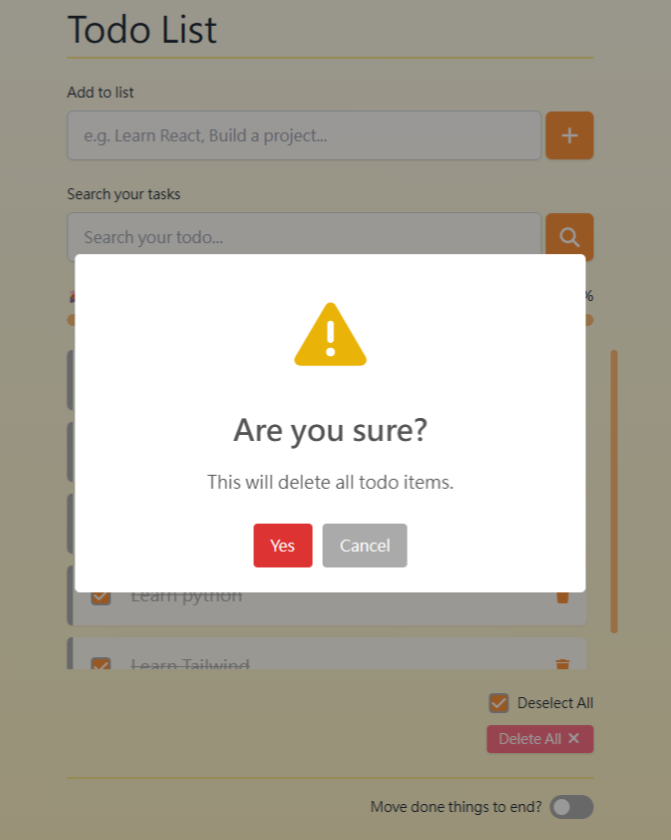 Todo List
Add to list
e.g. Learn React, Build a project...
Search your tasks
Search your todo...
%
Are you sure?
This will delete all todo items.
Yes Cancel
Learn python
Learn Tailwind
Deselect All
Delete All ✕
Move done things to end?